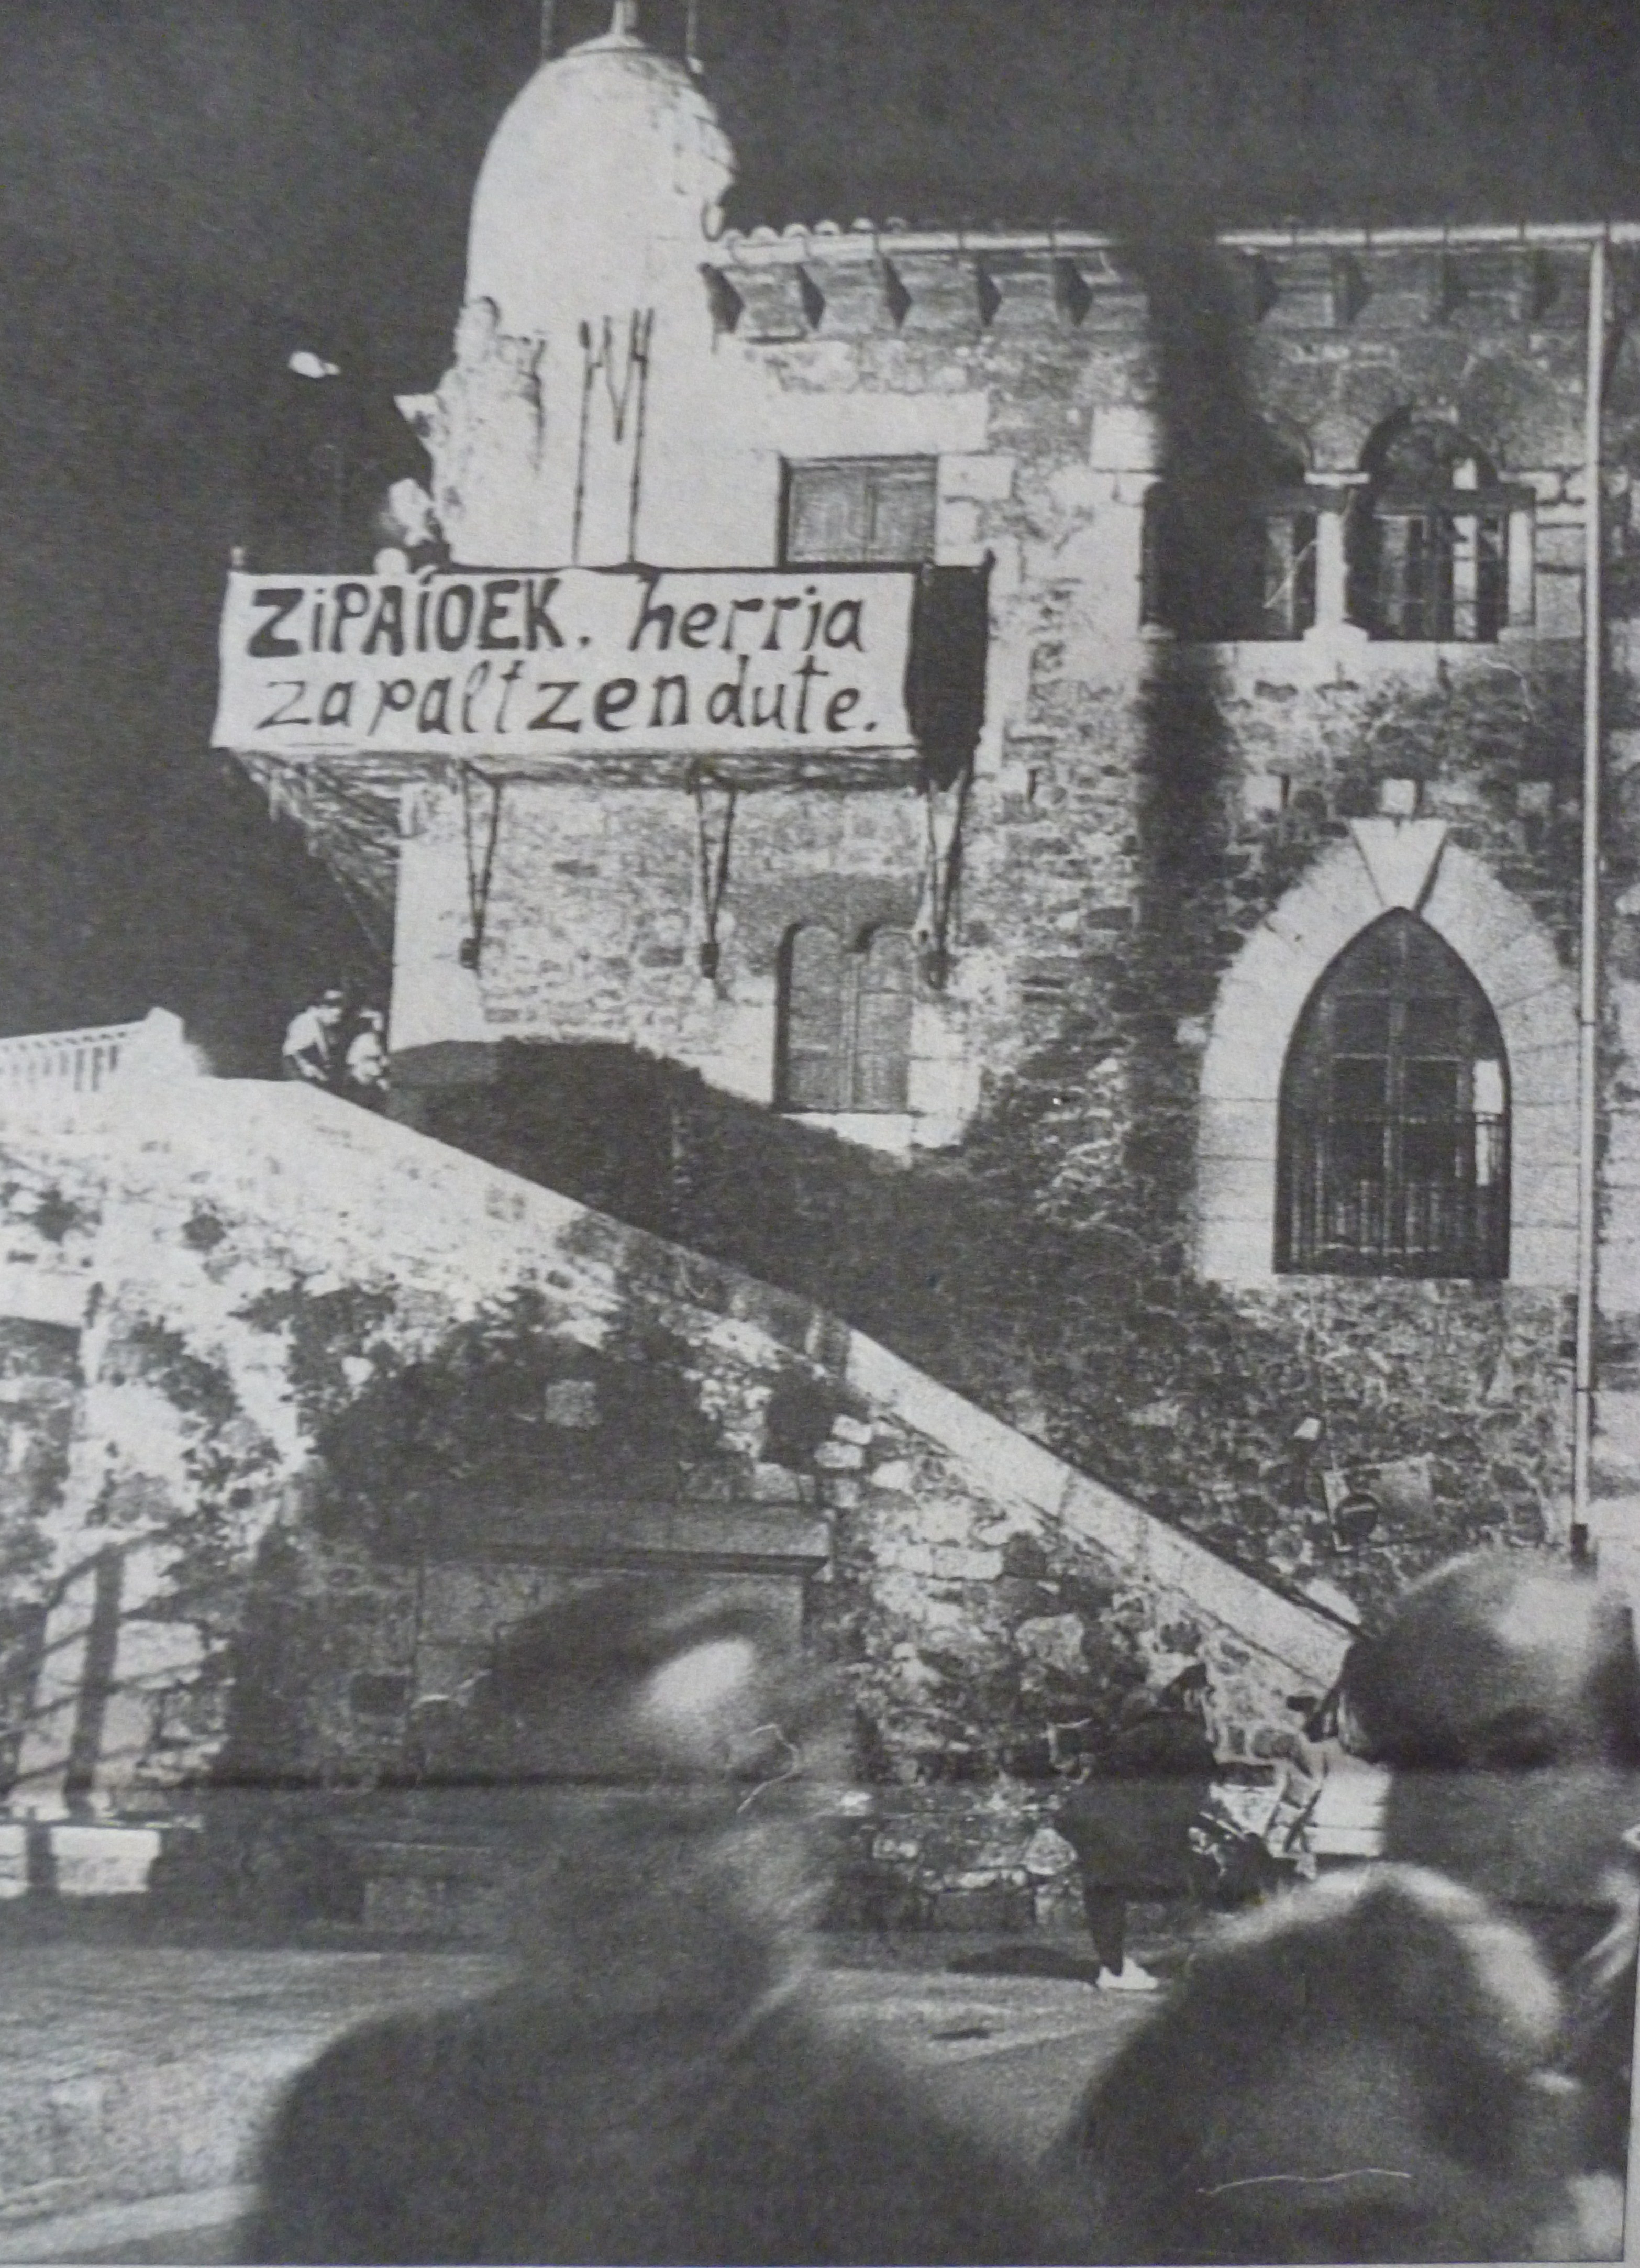 ZiPAiOEK. herria
zapaltzen dute.